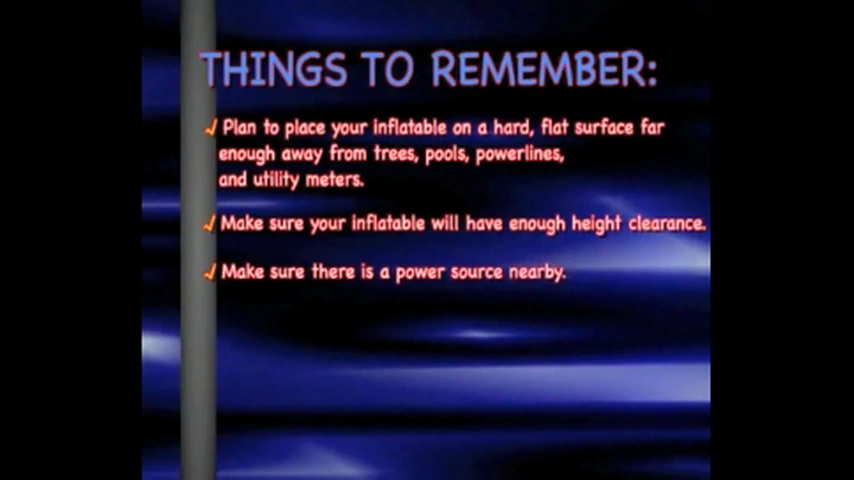 THINGS TO REMEMBER:
√ Plan to place your inflatable on a hard, flat surface far
enough away from trees, pools, powerlines,
and utility meters.
√ Make sure your inflatable will have enough height clearance.
√ Make sure there is a power source nearby.